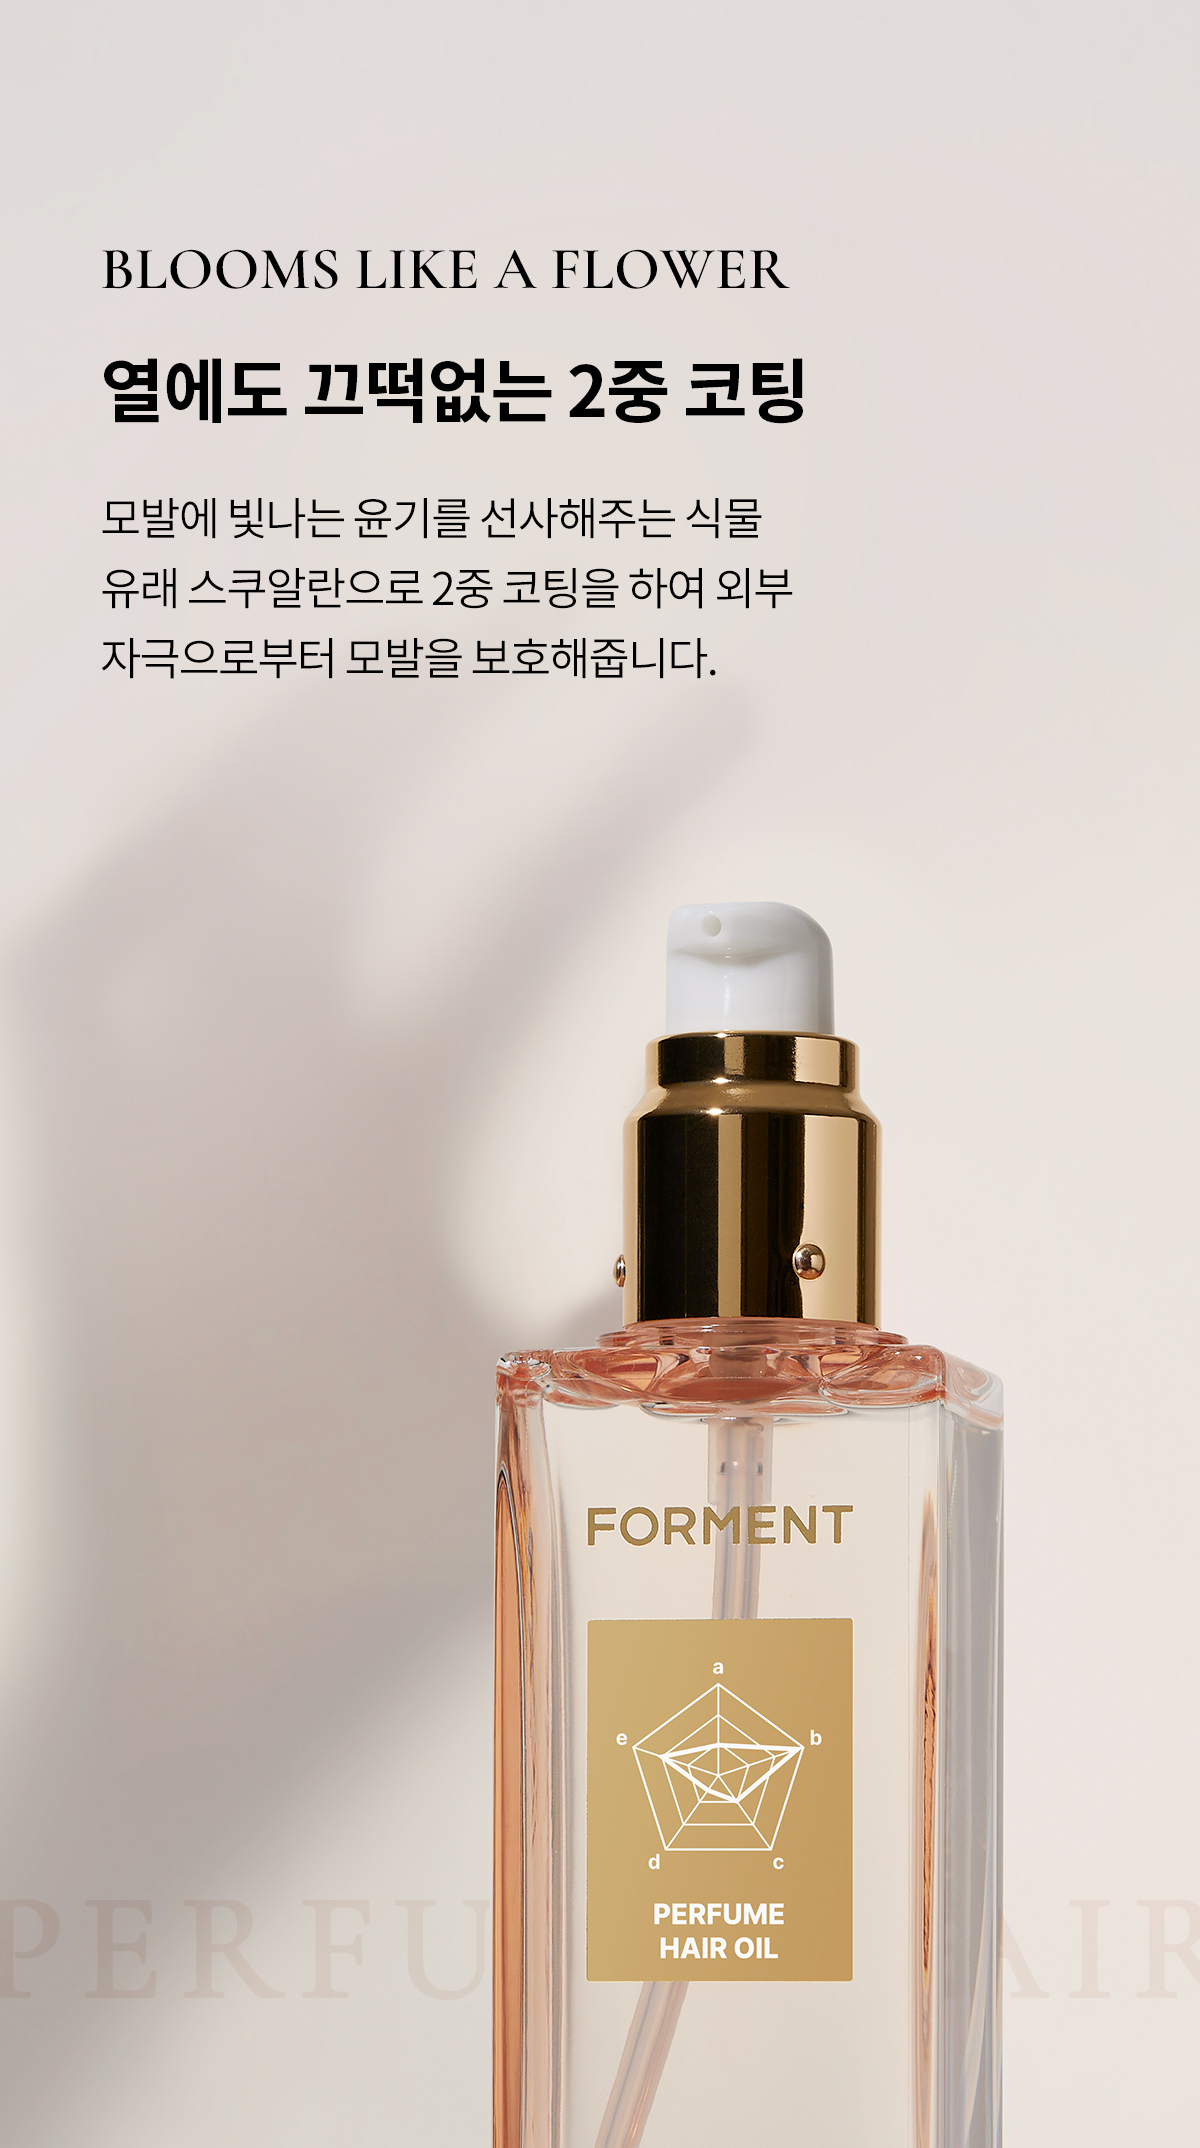 BLOOMS LIKE A FLOWER
열에도 끄떡없는 2중 코팅
모발에 빛나는 윤기를 선사해주는 식물
유래 스쿠알란으로 2중 코팅을 하여 외부
자극으로부터 모발을 보호해줍니다.
FORMENT
a
e b
d c
PERFUME
HAIR OIL